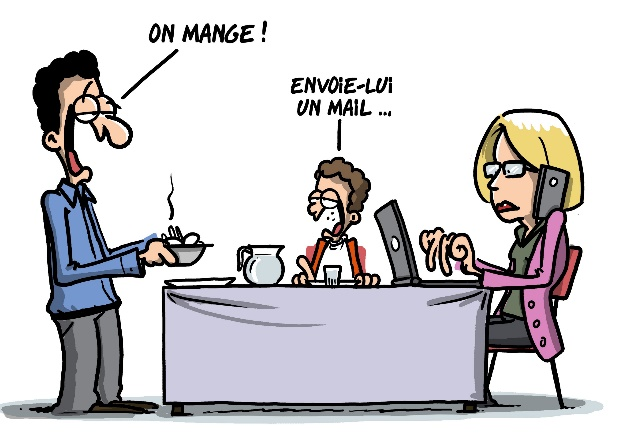 ON MANGE !
ENVOIE-LUI
UN MAIL ...